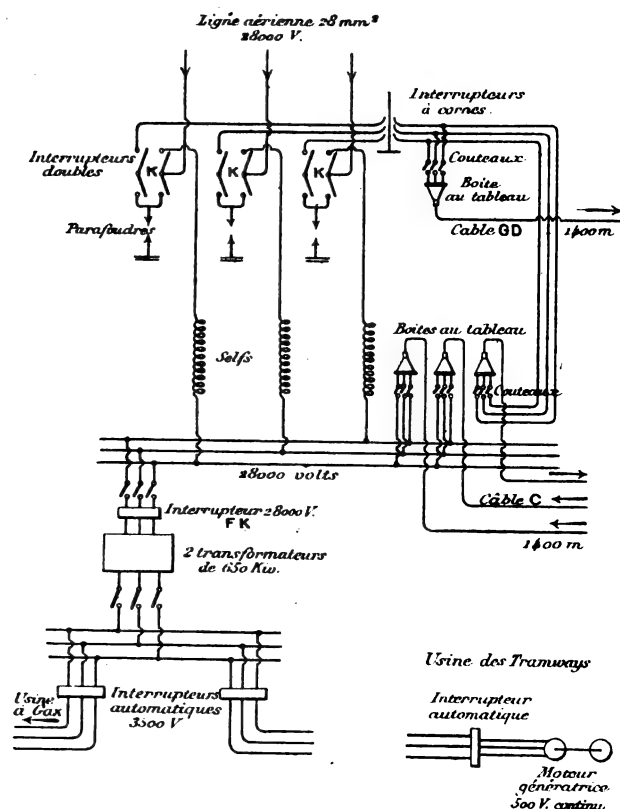 Ligne aérienne 28 mm²
28000 V.
Interrupteurs
à cornes
Interrupteurs
doubles
K
K
K
Couteaux
Boite
au tableau
Parafoudres
Cable GD
1400 m
Boîtes au tableau
Selfs
Couteaux
28000 volts
Câble C
Interrupteur 28000 V.
FK
1400 m
2 transformateurs
de 650 Kw.
Usine des Tramways
Usine
à Gaz
Interrupteurs
automatiques
3500 V
Interrupteur
automatique
Moteur
génératrice
500 V. continu